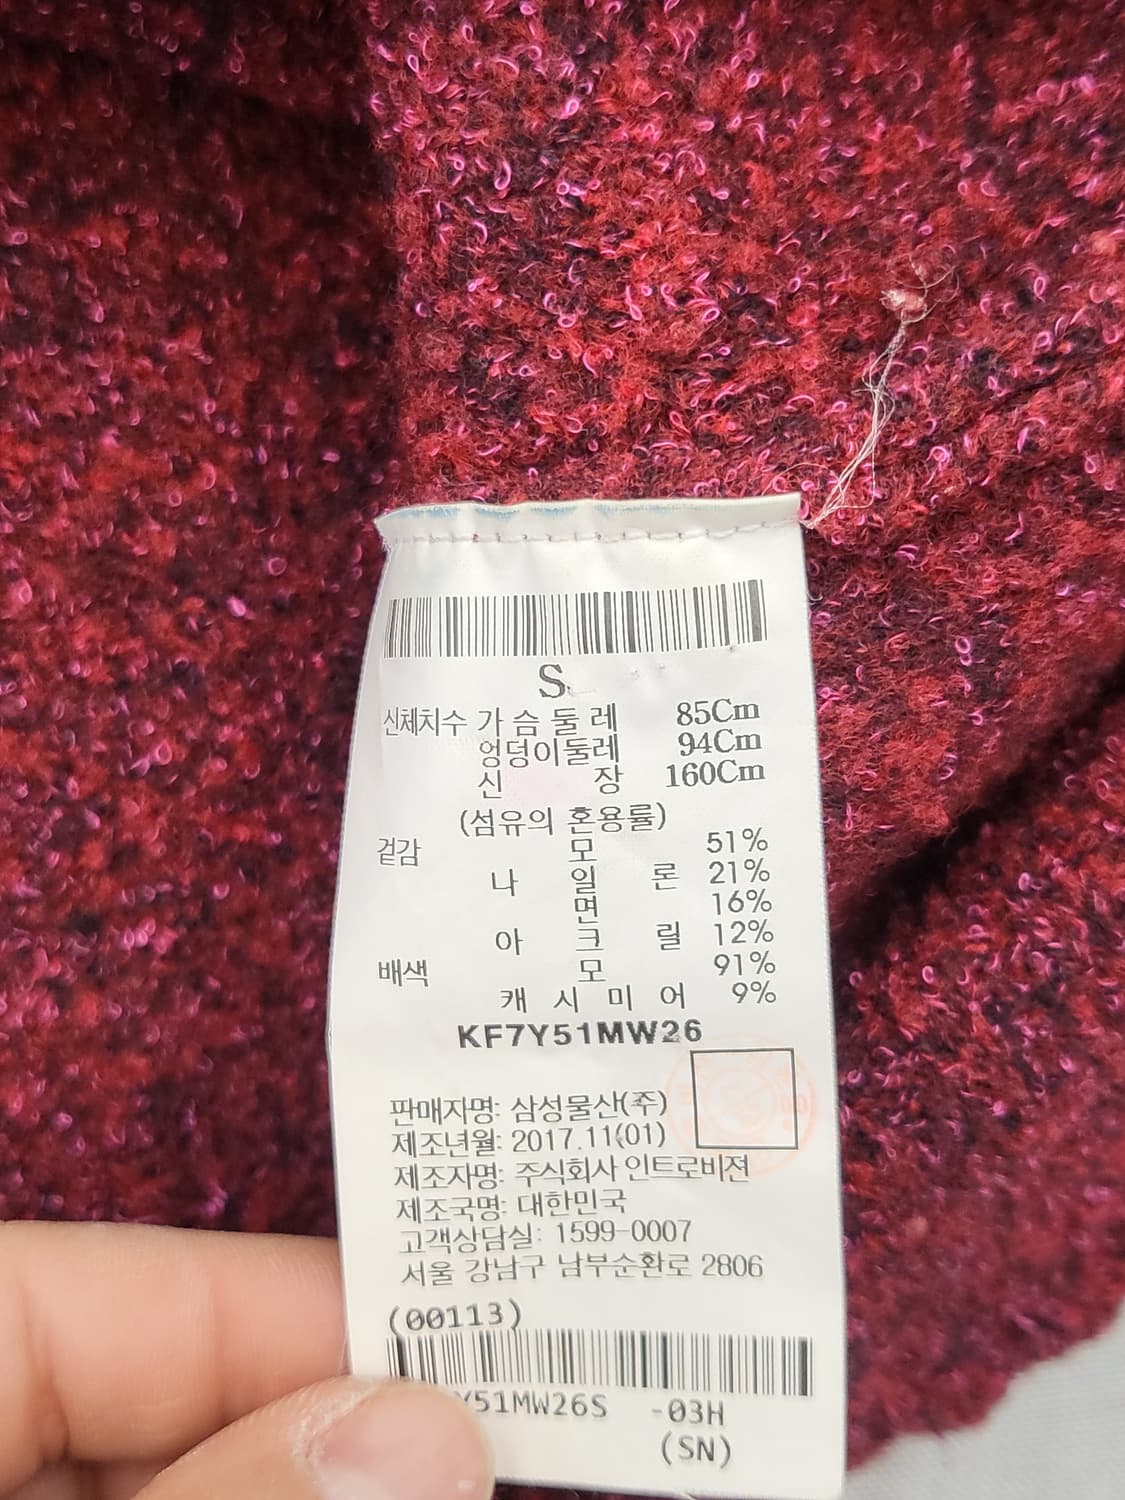 S
신체치수 가슴둘레 85Cm
엉덩이둘레 94Cm
신장 160Cm
(섬유의 혼용률)
겉감 모 51%
나일론 21%
면 16%
아크릴 12%
배색 모 91%
캐시미어 9%
KF7Y51MW26
판매자명: 삼성물산(주)
제조년월: 2017.11(01)
제조자명: 주식회사 인트로비젼
제조국명: 대한민국
고객상담실: 1599-0007
서울 강남구 남부순환로 2806
(00113)
Y51MW26S -03H
(SN)